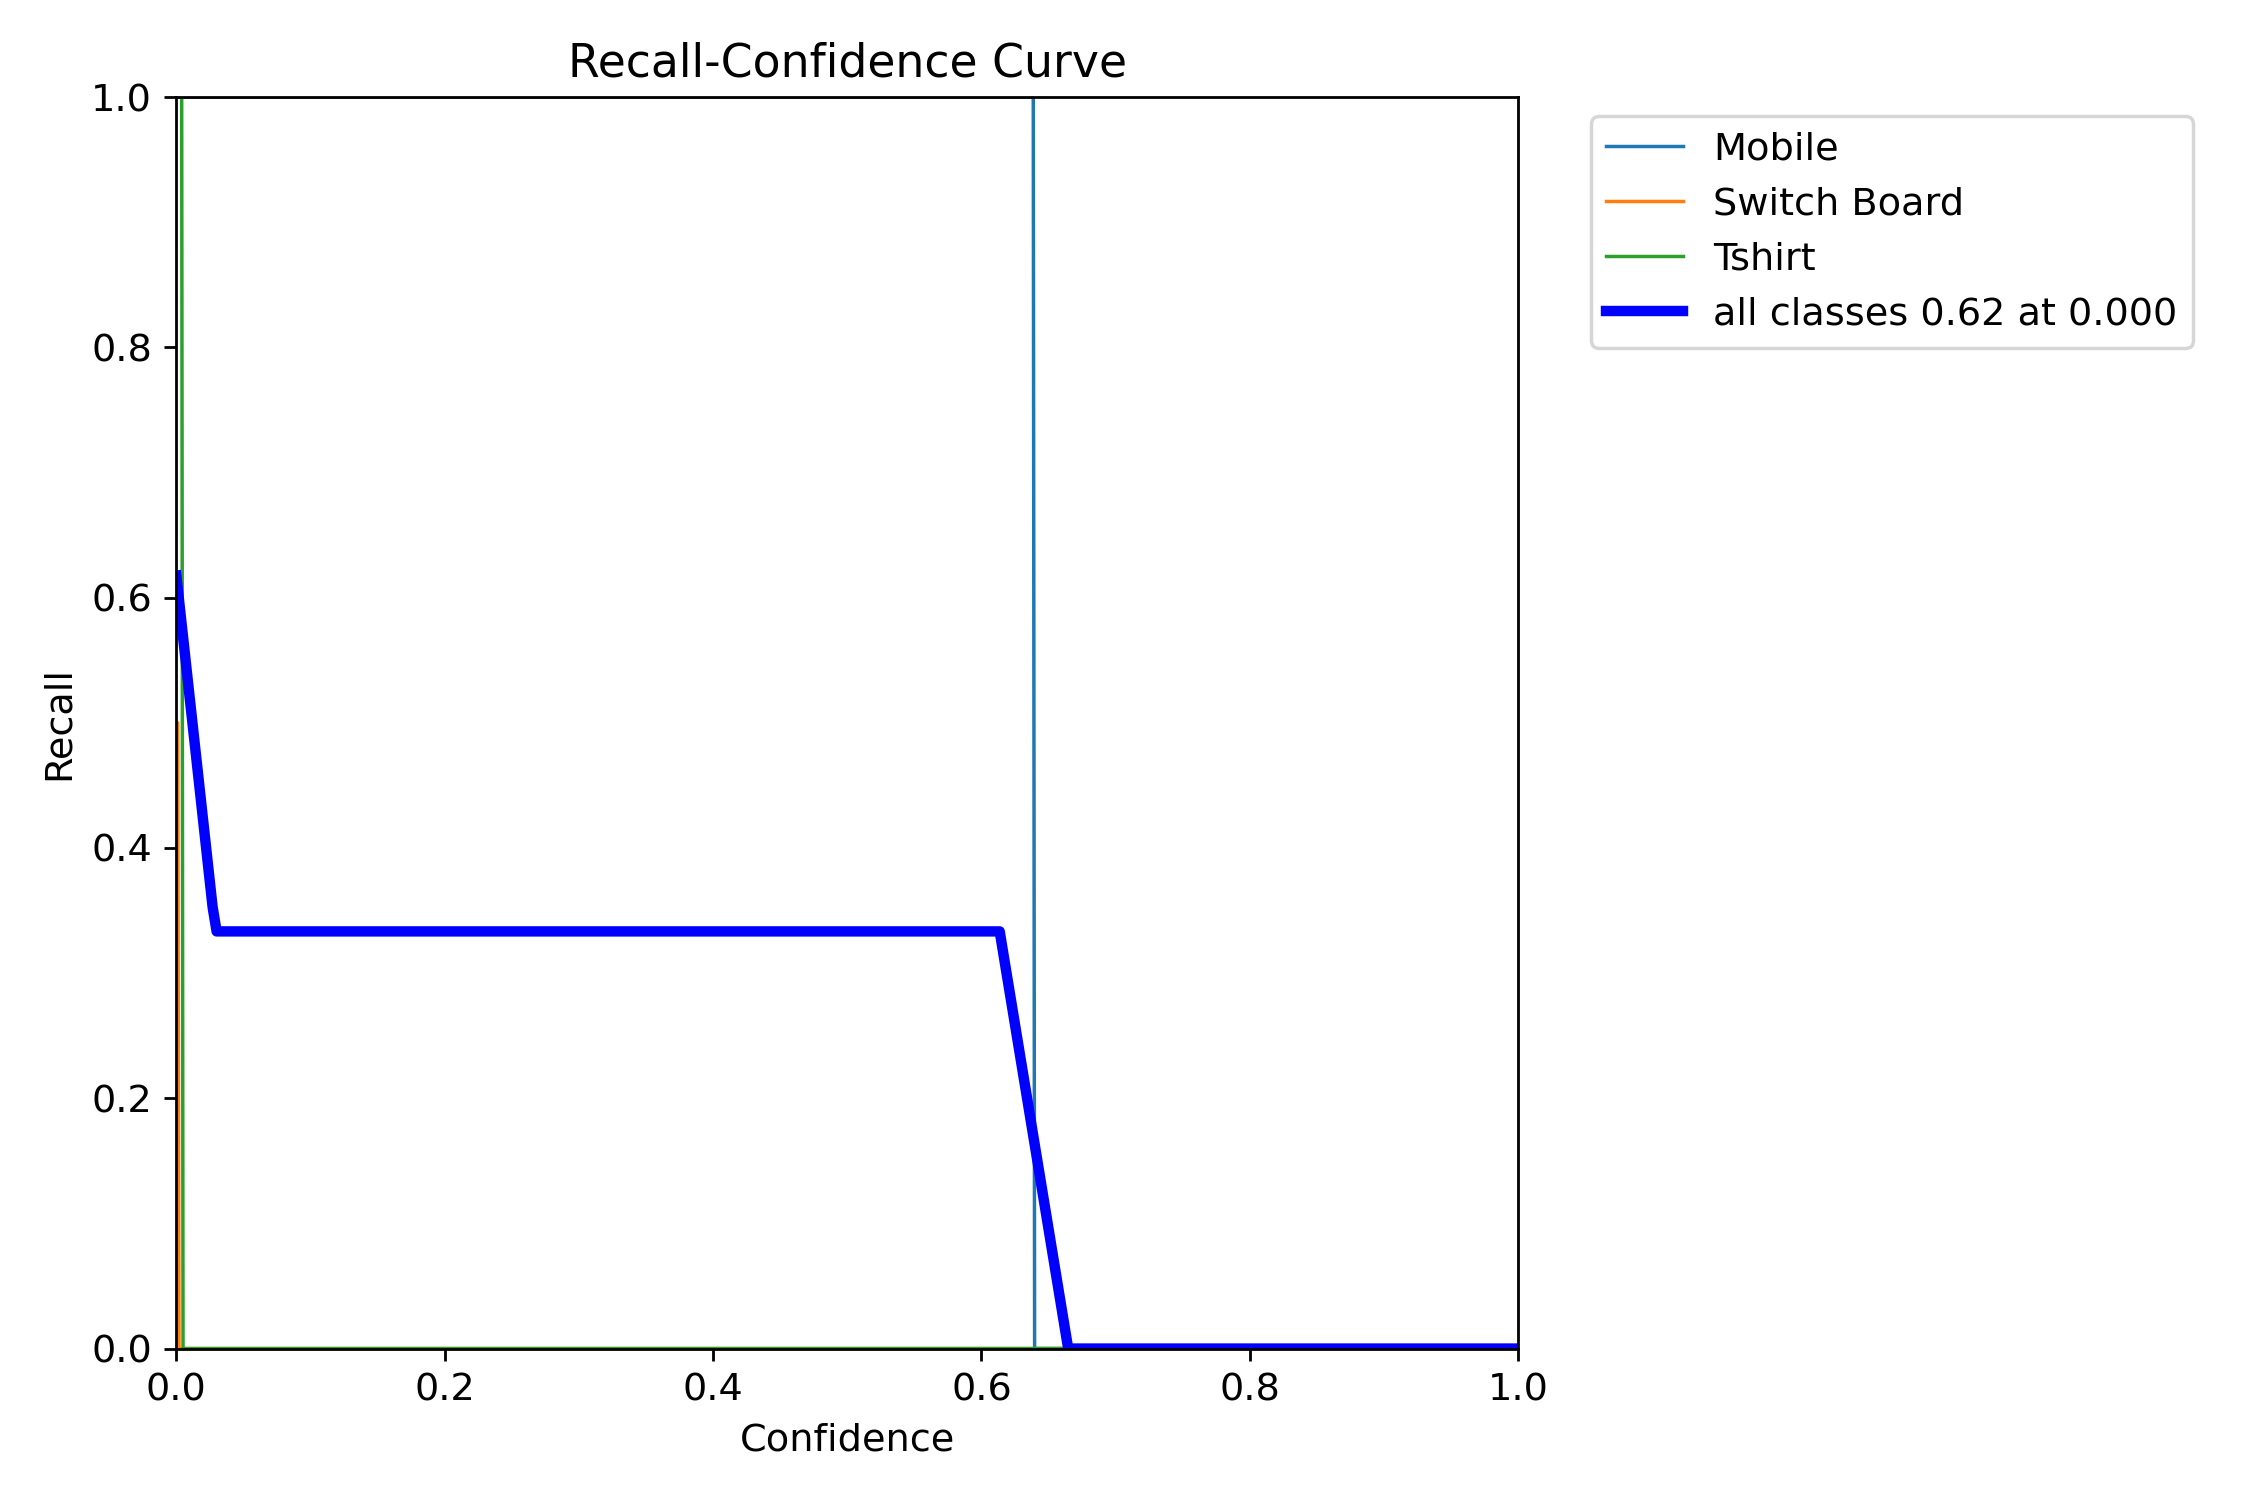 Recall-Confidence Curve
1.0
0.8
0.6
0.4
0.2
0.0
Recall
0.0 0.2 0.4 0.6 0.8 1.0
Confidence
Mobile
Switch Board
Tshirt
all classes 0.62 at 0.000